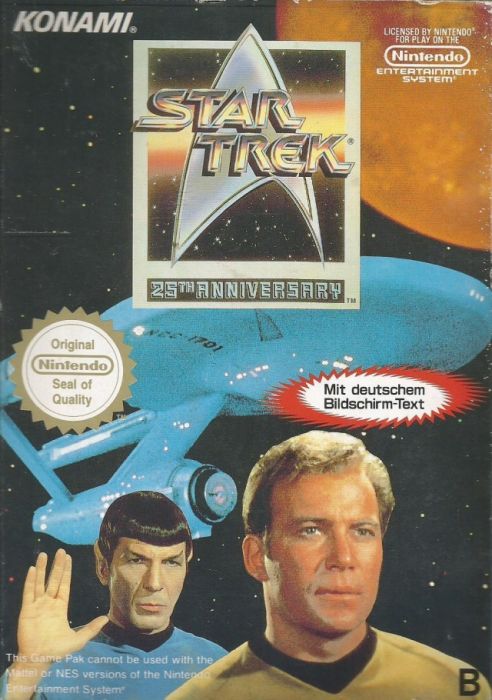 KONAMI®
LICENSED BY NINTENDO®
FOR PLAY ON THE
Nintendo
ENTERTAINMENT
SYSTEM®
STAR
TREK®
25TH ANNIVERSARY™
NCC-1701
Original
Nintendo
Seal of
Quality
TM
Mit deutschem
Bildschirm-Text
This Game Pak cannot be used with the
Mattel or NES versions of the Nintendo
Entertainment System®
B